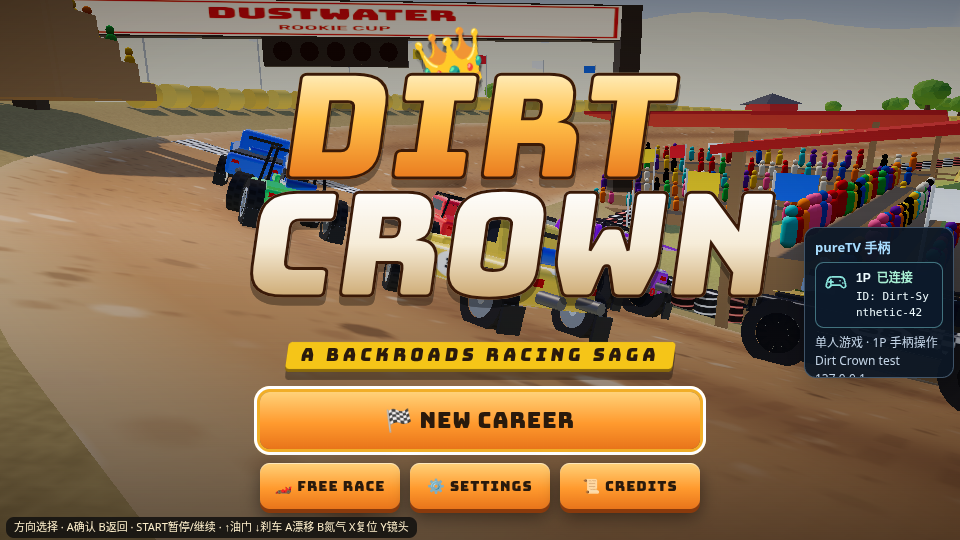 DUSTWATER
ROOKIE CUP
DIRT
CROWN
A BACKROADS RACING SAGA
NEW CAREER
FREE RACE
SETTINGS
CREDITS
pureTV 手柄
1P 已连接
ID: Dirt-Sy
nthetic-42
单人游戏 · 1P 手柄操作
Dirt Crown test
方向选择 · A确认 B返回 · START暂停/继续 · ↑油门 ↓刹车 A漂移 B氮气 X复位 Y镜头